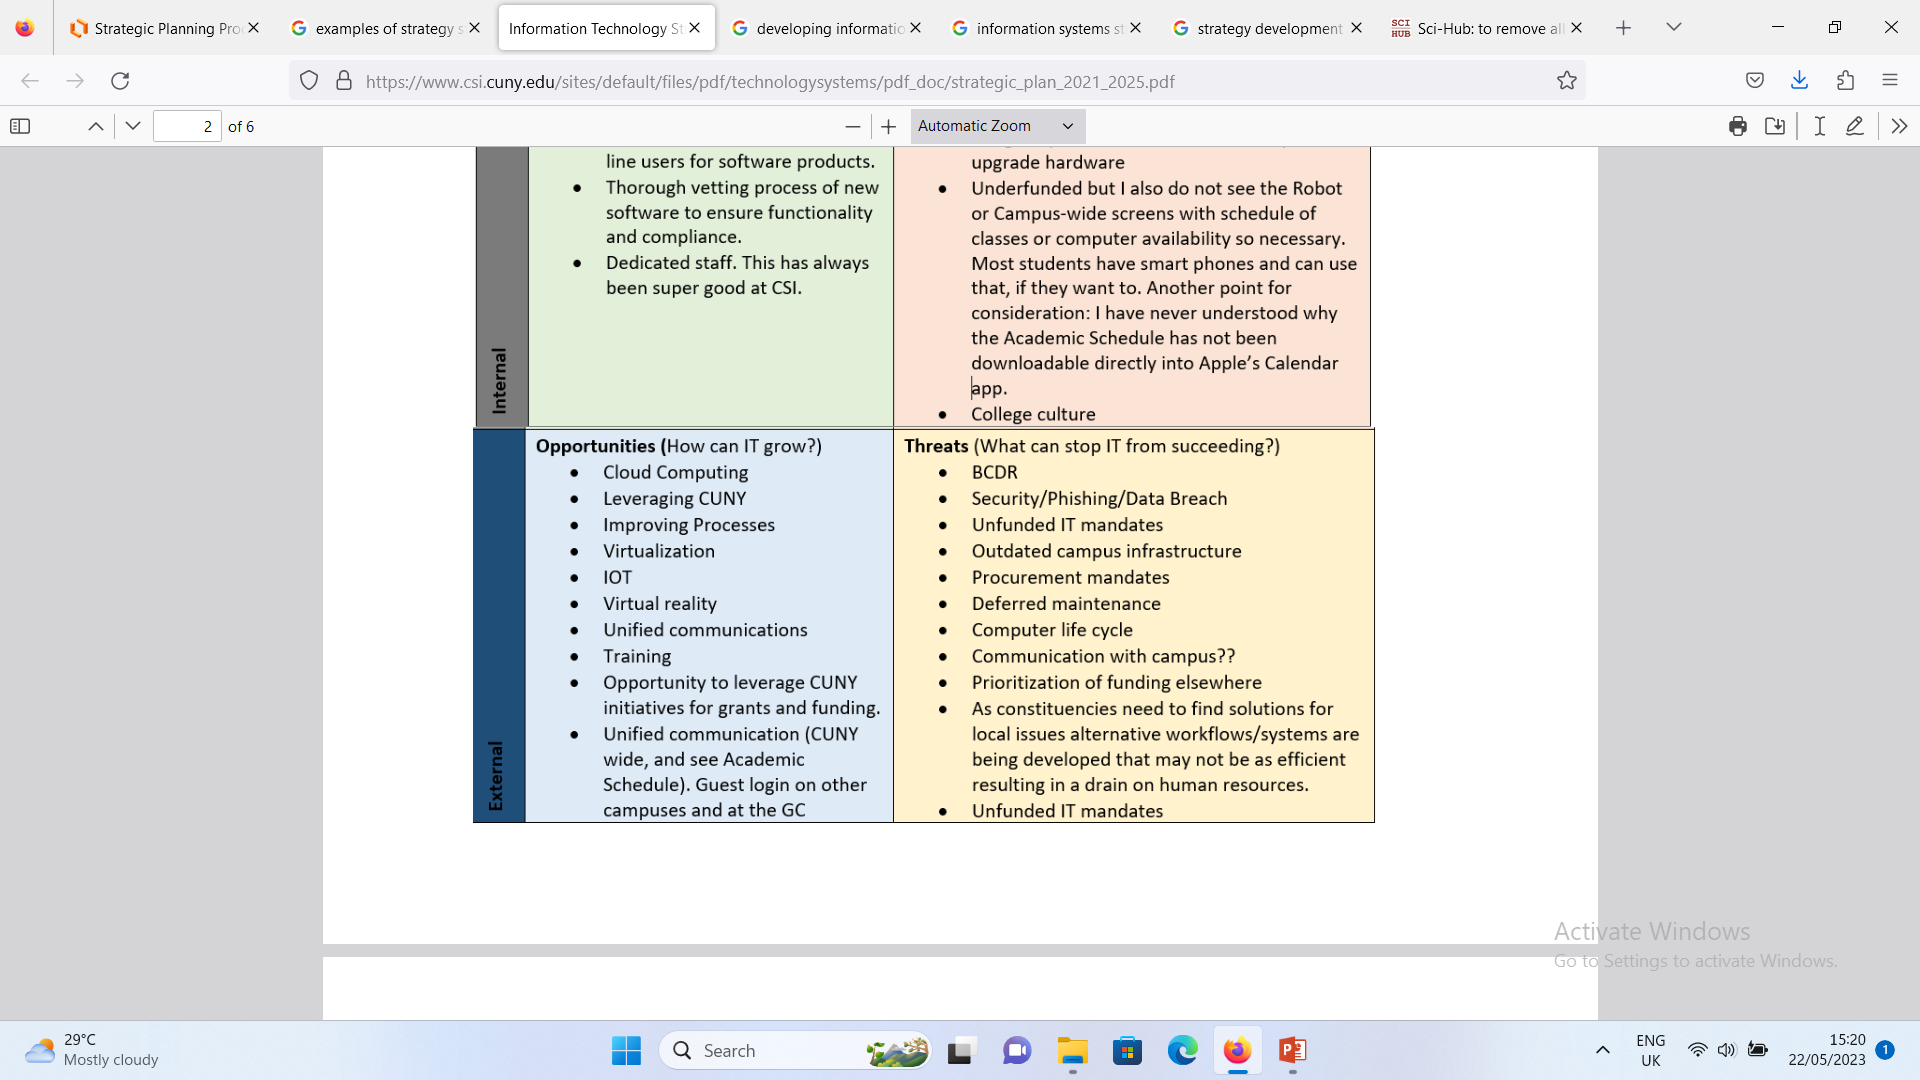 Strategic Planning Pro
examples of strategy s
Information Technology St
developing informatio
information systems st
strategy development
SCI HUB Sci-Hub: to remove all
https://www.csi.cuny.edu/sites/default/files/pdf/technologysystems/pdf_doc/strategic_plan_2021_2025.pdf
2 of 6
Automatic Zoom
Internal
line users for software products.
• Thorough vetting process of new
software to ensure functionality
and compliance.
• Dedicated staff. This has always
been super good at CSI.
upgrade hardware
• Underfunded but I also do not see the Robot
or Campus-wide screens with schedule of
classes or computer availability so necessary.
Most students have smart phones and can use
that, if they want to. Another point for
consideration: I have never understood why
the Academic Schedule has not been
downloadable directly into Apple’s Calendar
app.
• College culture
External
Opportunities (How can IT grow?)
• Cloud Computing
• Leveraging CUNY
• Improving Processes
• Virtualization
• IOT
• Virtual reality
• Unified communications
• Training
• Opportunity to leverage CUNY
initiatives for grants and funding.
• Unified communication (CUNY
wide, and see Academic
Schedule). Guest login on other
campuses and at the GC
Threats (What can stop IT from succeeding?)
• BCDR
• Security/Phishing/Data Breach
• Unfunded IT mandates
• Outdated campus infrastructure
• Procurement mandates
• Deferred maintenance
• Computer life cycle
• Communication with campus??
• Prioritization of funding elsewhere
• As constituencies need to find solutions for
local issues alternative workflows/systems are
being developed that may not be as efficient
resulting in a drain on human resources.
• Unfunded IT mandates
Activate Windows
Go to Settings to activate Windows.
29°C
Mostly cloudy
Search
ENG
UK
15:20
22/05/2023
1